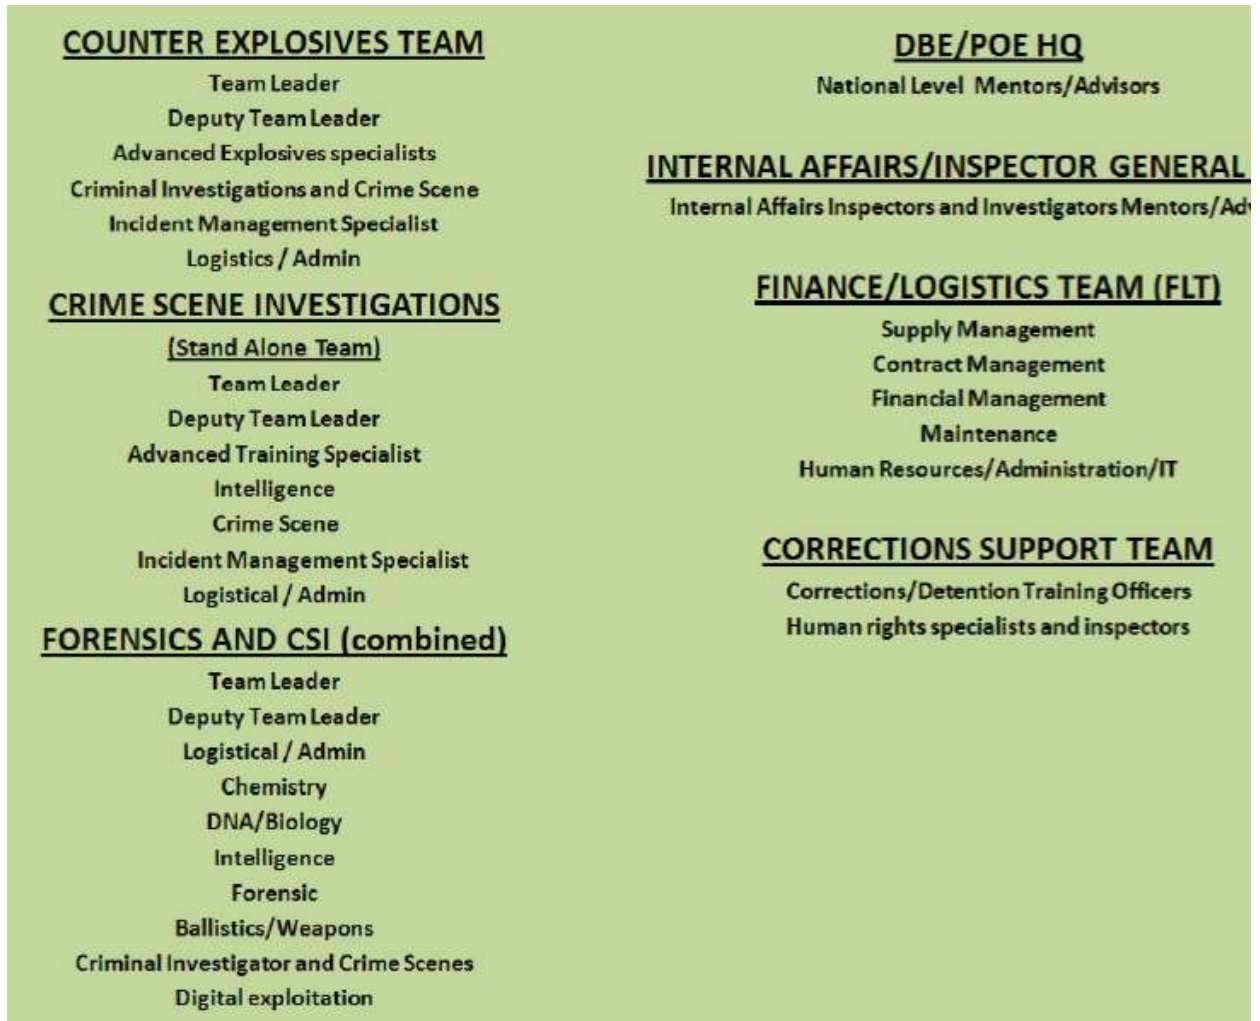 COUNTER EXPLOSIVES TEAM
Team Leader
Deputy Team Leader
Advanced Explosives specialists
Criminal Investigations and Crime Scene
Incident Management Specialist
Logistics / Admin
CRIME SCENE INVESTIGATIONS
(Stand Alone Team)
Team Leader
Deputy Team Leader
Advanced Training Specialist
Intelligence
Crime Scene
Incident Management Specialist
Logistical / Admin
FORENSICS AND CSI (combined)
Team Leader
Deputy Team Leader
Logistical / Admin
Chemistry
DNA/Biology
Intelligence
Forensic
Ballistics/Weapons
Criminal Investigator and Crime Scenes
Digital exploitation
DBE/POE HQ
National Level Mentors/Advisors
INTERNAL AFFAIRS/INSPECTOR GENERAL
Internal Affairs Inspectors and Investigators Mentors/
FINANCE/LOGISTICS TEAM (FLT)
Supply Management
Contract Management
Financial Management
Maintenance
Human Resources/Administration/IT
CORRECTIONS SUPPORT TEAM
Corrections/Detention Training Officers
Human rights specialists and inspectors